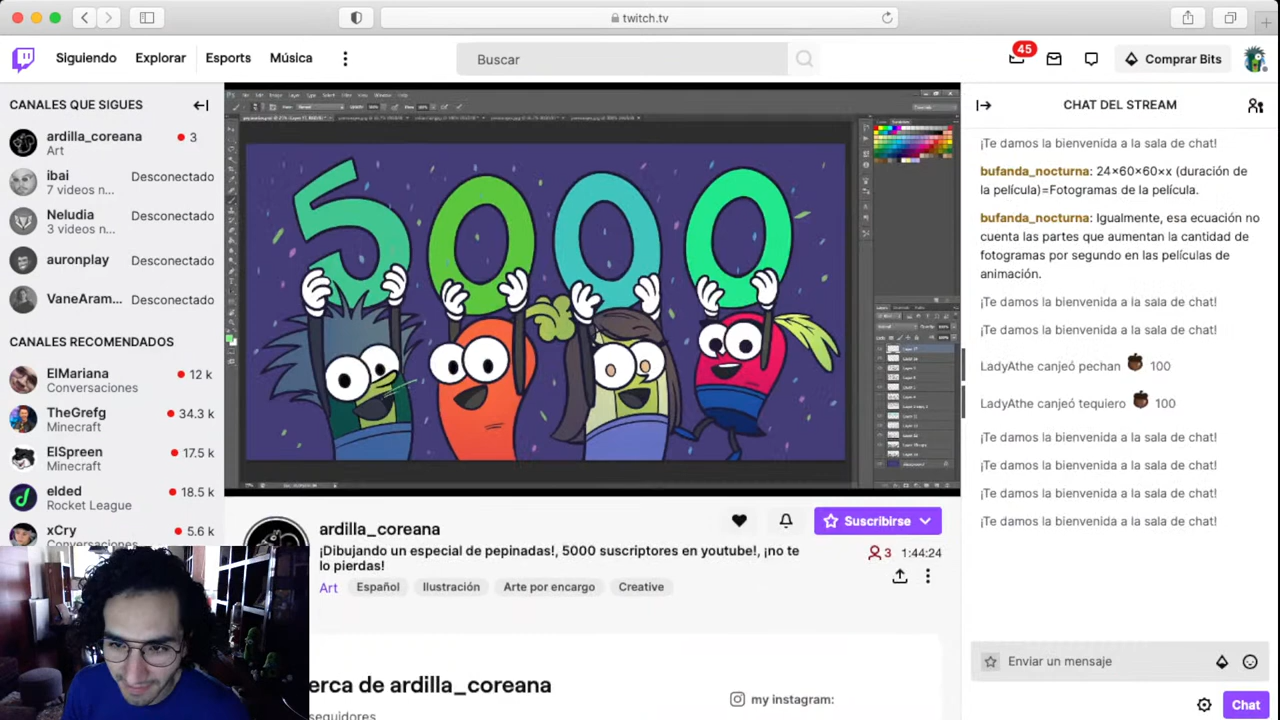 twitch.tv
Siguiendo
Explorar
Esports
Música
Buscar
45
Comprar Bits
CANALES QUE SIGUES
ardilla_coreana
3
Art
ibai
Desconectado
7 videos n...
Neludia
Desconectado
3 videos n...
auronplay
Desconectado
VaneAram...
Desconectado
CANALES RECOMENDADOS
ElMariana
12 k
Conversaciones
TheGrefg
34.3 k
Minecraft
ElSpreen
17.5 k
Minecraft
elded
18.5 k
Rocket League
xCry
5.6 k
Conversaciones
5000
ardilla_coreana
Suscribirse
¡Dibujando un especial de pepinadas!, 5000 suscriptores en youtube!, ¡no te
lo pierdas!
3
1:44:24
Art
Español
Ilustración
Arte por encargo
Creative
erca de ardilla_coreana
seguidores
my instagram:
CHAT DEL STREAM
¡Te damos la bienvenida a la sala de chat!
bufanda_nocturna: 24×60×60×x (duración de
la película)=Fotogramas de la película.
bufanda_nocturna: Igualmente, esa ecuación no
cuenta las partes que aumentan la cantidad de
fotogramas por segundo en las películas de
animación.
¡Te damos la bienvenida a la sala de chat!
¡Te damos la bienvenida a la sala de chat!
LadyAthe canjeó pechan 100
LadyAthe canjeó tequiero 100
¡Te damos la bienvenida a la sala de chat!
¡Te damos la bienvenida a la sala de chat!
¡Te damos la bienvenida a la sala de chat!
¡Te damos la bienvenida a la sala de chat!
Enviar un mensaje
Chat